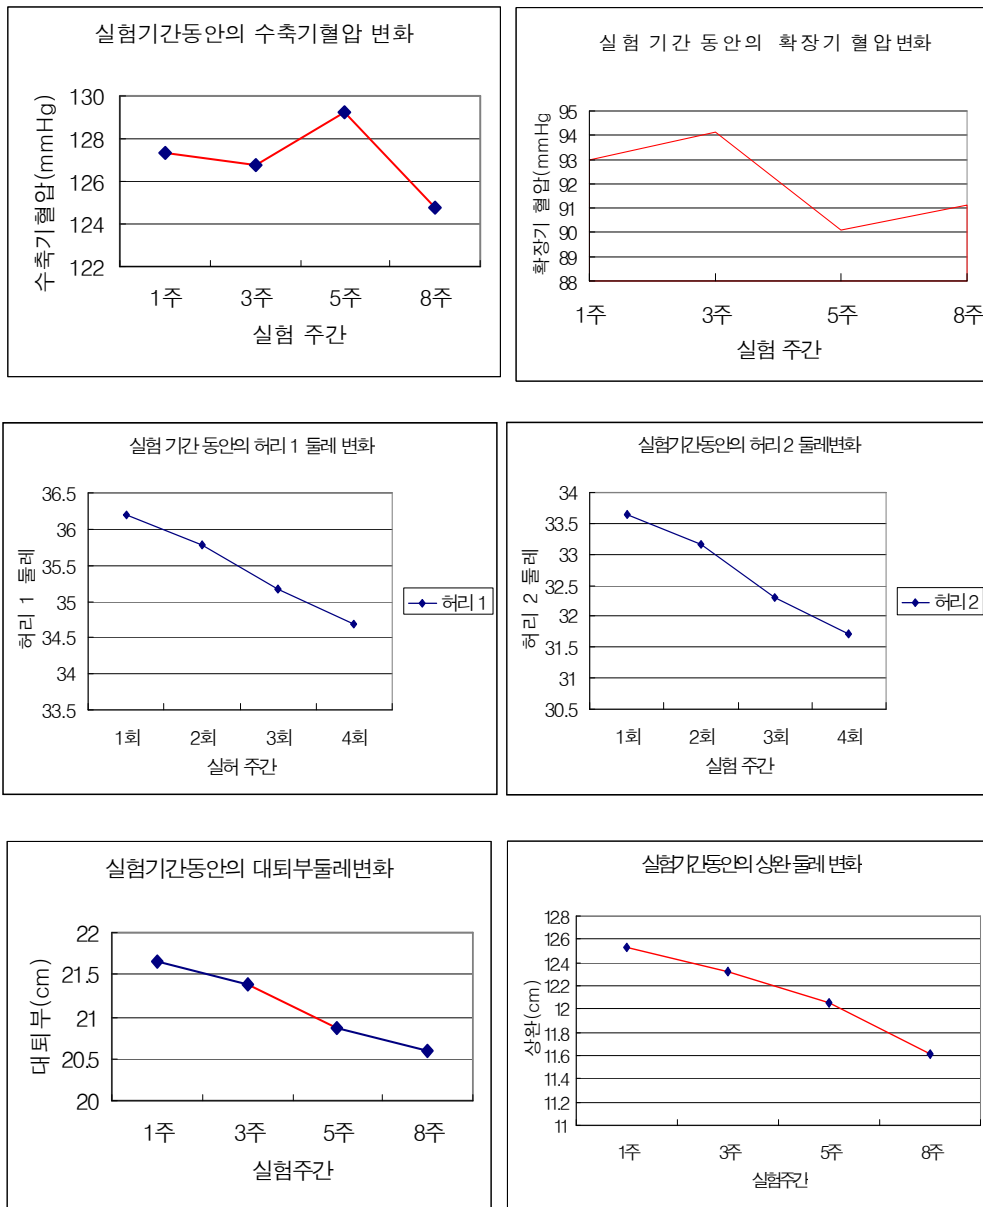 실험기간동안의 수축기혈압 변화
수축기혈압(mmHg)
130
128
126
124
122
1주 3주 5주 8주
실험 주간
실험 기간 동안의 확장기 혈압변화
확장기 혈압(mmHg
95
94
93
92
91
90
89
88
1주 3주 5주 8주
실험 주간
실험 기간 동안의 허리 1 둘레 변화
허리 1 둘레
36.5
36
35.5
35
34.5
34
33.5
1회 2회 3회 4회
실허 주간
허리 1
실험기간동안의 허리 2 둘레변화
허리 2 둘레
34
33.5
33
32.5
32
31.5
31
30.5
1회 2회 3회 4회
실험 주간
허리 2
실험기간동안의 대퇴부둘레변화
대퇴부(cm)
22
21.5
21
20.5
20
1주 3주 5주 8주
실험주간
실험기간동안의 상완 둘레 변화
상완(cm)
12.8
12.6
12.4
12.2
12
11.8
11.6
11.4
11.2
11
1주 3주 5주 8주
실험주간